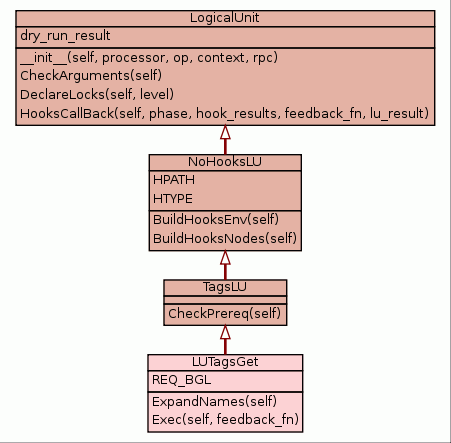 LogicalUnit
dry_run_result
__init__(self, processor, op, context, rpc)
CheckArguments(self)
DeclareLocks(self, level)
HooksCallBack(self, phase, hook_results, feedback_fn, lu_result)
NoHooksLU
HPATH
HTYPE
BuildHooksEnv(self)
BuildHooksNodes(self)
TagsLU
CheckPrereq(self)
LUTagsGet
REQ_BGL
ExpandNames(self)
Exec(self, feedback_fn)